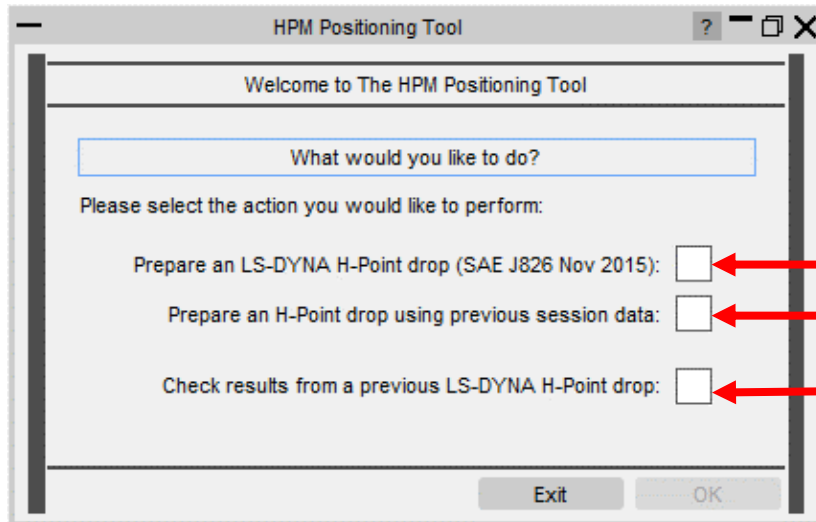 HPM Positioning Tool ?
Welcome to The HPM Positioning Tool
What would you like to do?
Please select the action you would like to perform:
Prepare an LS-DYNA H-Point drop (SAE J826 Nov 2015):
Prepare an H-Point drop using previous session data:
Check results from a previous LS-DYNA H-Point drop:
Exit OK